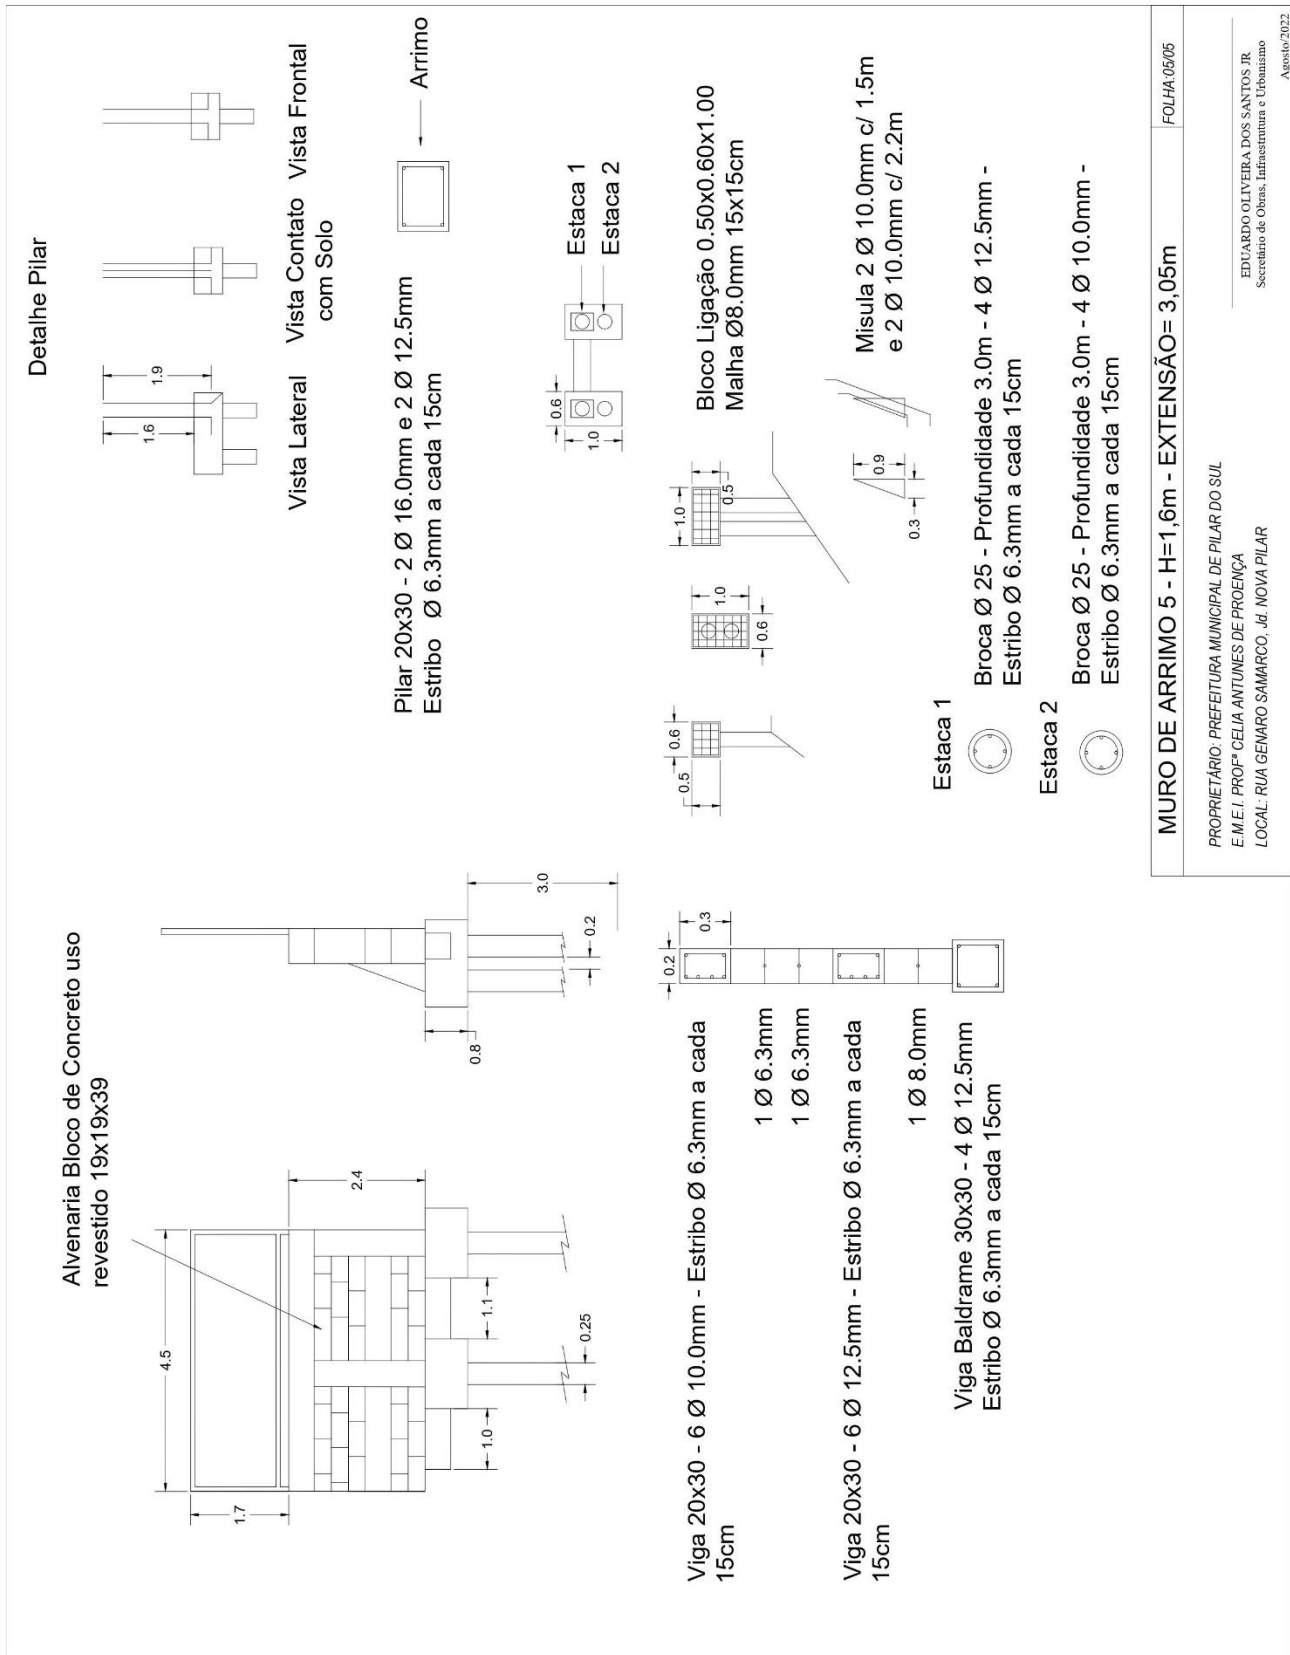 Alvenaria Bloco de Concreto uso
revestido 19x19x39
4.5
1.7
2.4
1.0
1.1
0.25
0.8
3.0
0.2
Detalhe Pilar
1.6
1.9
Vista Lateral
Vista Contato
com Solo
Vista Frontal
Pilar 20x30 - 2 Ø 16.0mm e 2 Ø 12.5mm
Estribo Ø 6.3mm a cada 15cm
Arrimo
0.6
1.0
Estaca 1
Estaca 2
Viga 20x30 - 6 Ø 10.0mm - Estribo Ø 6.3mm a cada
15cm
1 Ø 6.3mm
1 Ø 6.3mm
Viga 20x30 - 6 Ø 12.5mm - Estribo Ø 6.3mm a cada
15cm
1 Ø 8.0mm
Viga Baldrame 30x30 - 4 Ø 12.5mm
Estribo Ø 6.3mm a cada 15cm
0.2
0.3
0.6
0.5
1.0
0.6
1.0
0.5
Bloco Ligação 0.50x0.60x1.00
Malha Ø8.0mm 15x15cm
0.9
0.3
Misula 2 Ø 10.0mm c/ 1.5m
e 2 Ø 10.0mm c/ 2.2m
Estaca 1
Broca Ø 25 - Profundidade 3.0m - 4 Ø 12.5mm -
Estribo Ø 6.3mm a cada 15cm
Estaca 2
Broca Ø 25 - Profundidade 3.0m - 4 Ø 10.0mm -
Estribo Ø 6.3mm a cada 15cm
MURO DE ARRIMO 5 - H=1,6m - EXTENSÃO= 3,05m
FOLHA:05/05
PROPRIETÁRIO: PREFEITURA MUNICIPAL DE PILAR DO SUL
E.M.E.I. PROFª CELIA ANTUNES DE PROENÇA
LOCAL: RUA GENARO SAMARCO, Jd. NOVA PILAR
EDUARDO OLIVEIRA DOS SANTOS JR
Secretário de Obras, Infraestrutura e Urbanismo
Agosto/2022